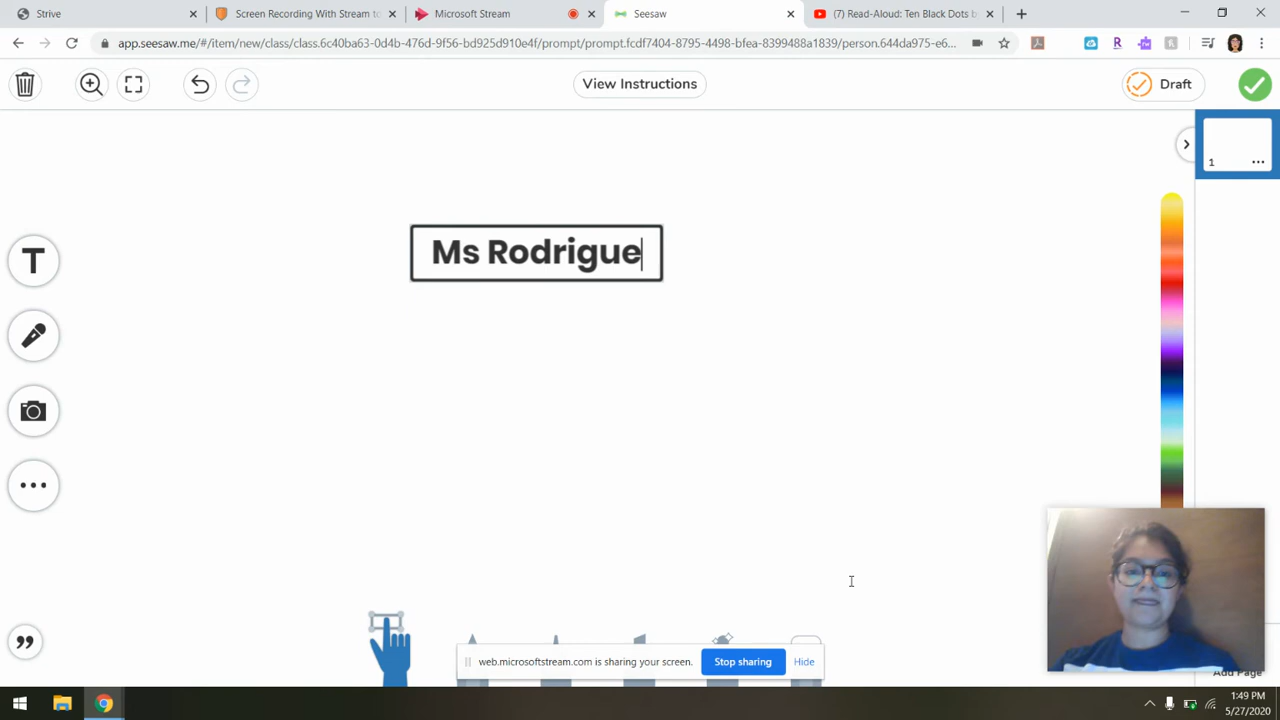 Strive
Screen Recording With Stream to
Microsoft Stream
Seesaw
(7) Read-Aloud: Ten Black Dots b
app.seesaw.me/#/item/new/class/class.6c40ba63-0d4b-476d-9f56-bd925d910e4f/prompt/prompt.fcdf7404-8795-4498-bfea-8399488a1839/person.644da975-e6...
View Instructions
Draft
1
Ms Rodrigue
T
web.microsoftstream.com is sharing your screen.
Stop sharing
Hide
Add Page
1:49 PM
5/27/2020